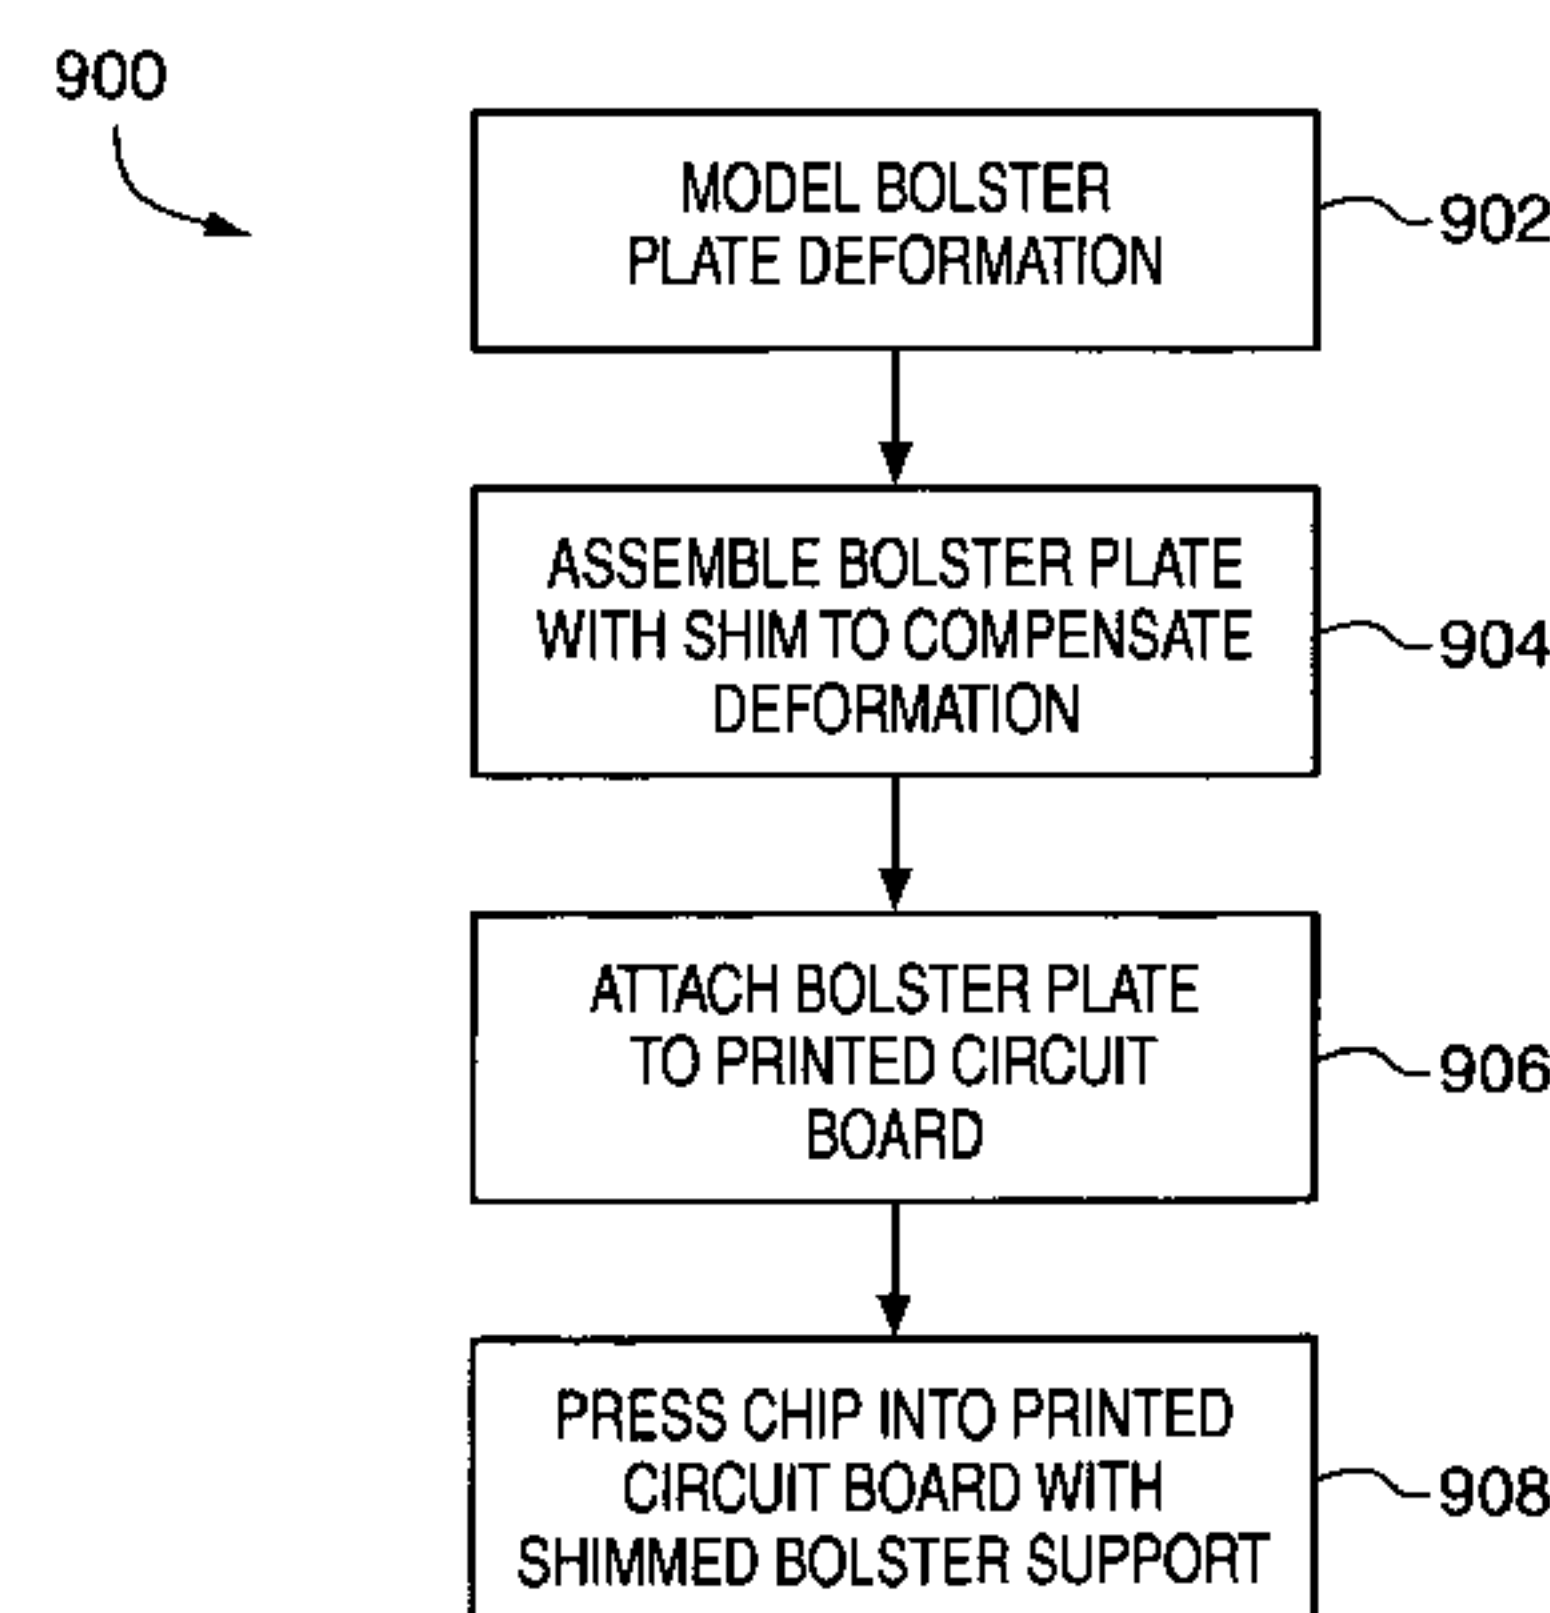 900
MODEL BOLSTER
PLATE DEFORMATION
902
ASSEMBLE BOLSTER PLATE
WITH SHIM TO COMPENSATE
DEFORMATION
904
ATTACH BOLSTER PLATE
TO PRINTED CIRCUIT
BOARD
906
PRESS CHIP INTO PRINTED
CIRCUIT BOARD WITH
SHIMMED BOLSTER SUPPORT
908